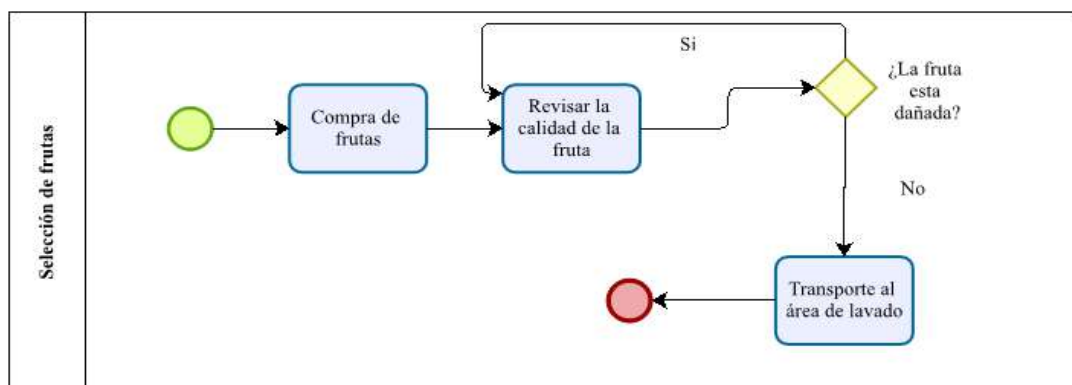 Selección de frutas
Compra de
frutas
Revisar la
calidad de la
fruta
Si
¿La fruta
esta
dañada?
No
Transporte al
área de lavado